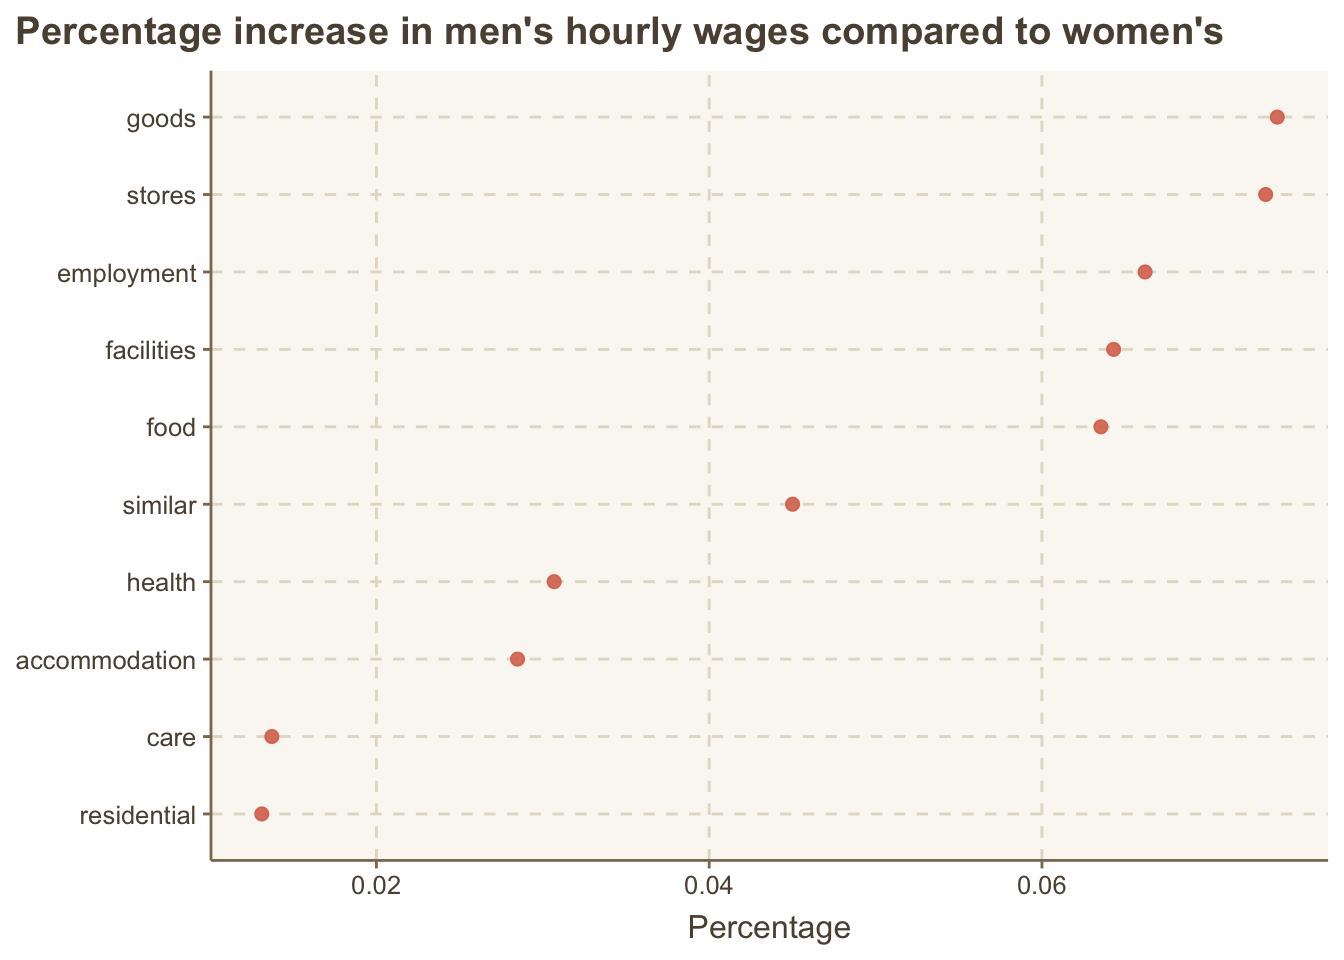 Percentage increase in men's hourly wages compared to women's
goods
stores
employment
facilities
food
similar
health
accommodation
care
residential
0.02 0.04 0.06
Percentage